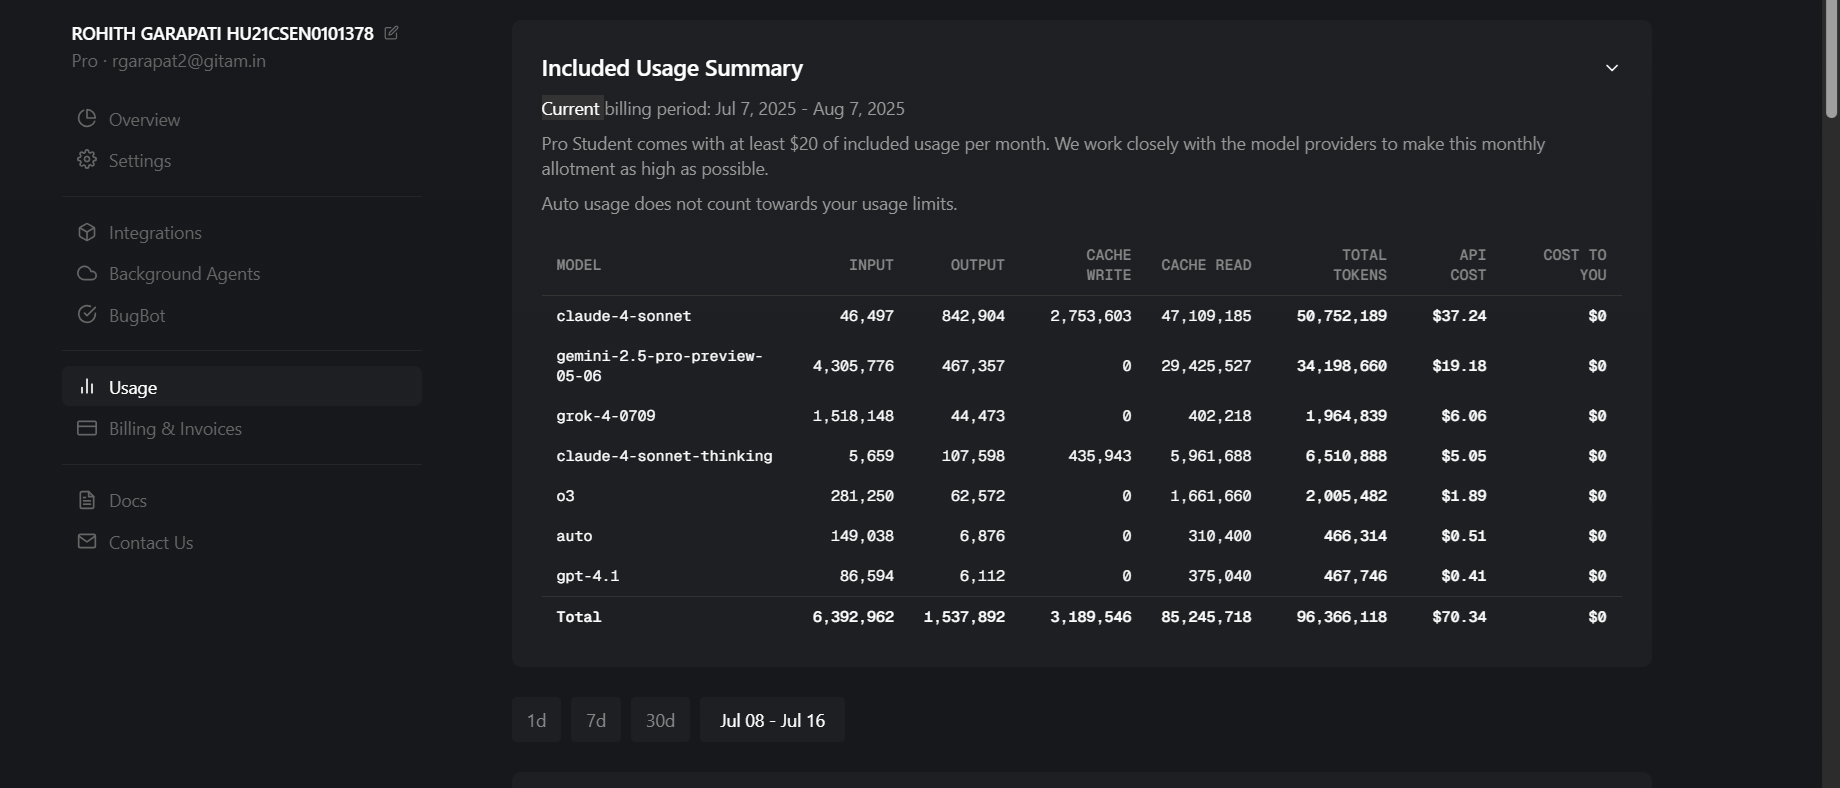 ROHITH GARAPATI HU21CSEN0101378
Pro · rgarapat2@gitam.in
Overview
Settings
Integrations
Background Agents
BugBot
Usage
Billing & Invoices
Docs
Contact Us
Included Usage Summary
Current billing period: Jul 7, 2025 - Aug 7, 2025
Pro Student comes with at least $20 of included usage per month. We work closely with the model providers to make this monthly
allotment as high as possible.
Auto usage does not count towards your usage limits.
MODEL INPUT OUTPUT CACHE WRITE CACHE READ TOTAL TOKENS API COST COST TO YOU
claude-4-sonnet 46,497 842,904 2,753,603 47,109,185 50,752,189 $37.24 $0
gemini-2.5-pro-preview-05-06 4,305,776 467,357 0 29,425,527 34,198,660 $19.18 $0
grok-4-0709 1,518,148 44,473 0 402,218 1,964,839 $6.06 $0
claude-4-sonnet-thinking 5,659 107,598 435,943 5,961,688 6,510,888 $5.05 $0
o3 281,250 62,572 0 1,661,660 2,005,482 $1.89 $0
auto 149,038 6,876 0 310,400 466,314 $0.51 $0
gpt-4.1 86,594 6,112 0 375,040 467,746 $0.41 $0
Total 6,392,962 1,537,892 3,189,546 85,245,718 96,366,118 $70.34 $0
1d 7d 30d Jul 08 - Jul 16